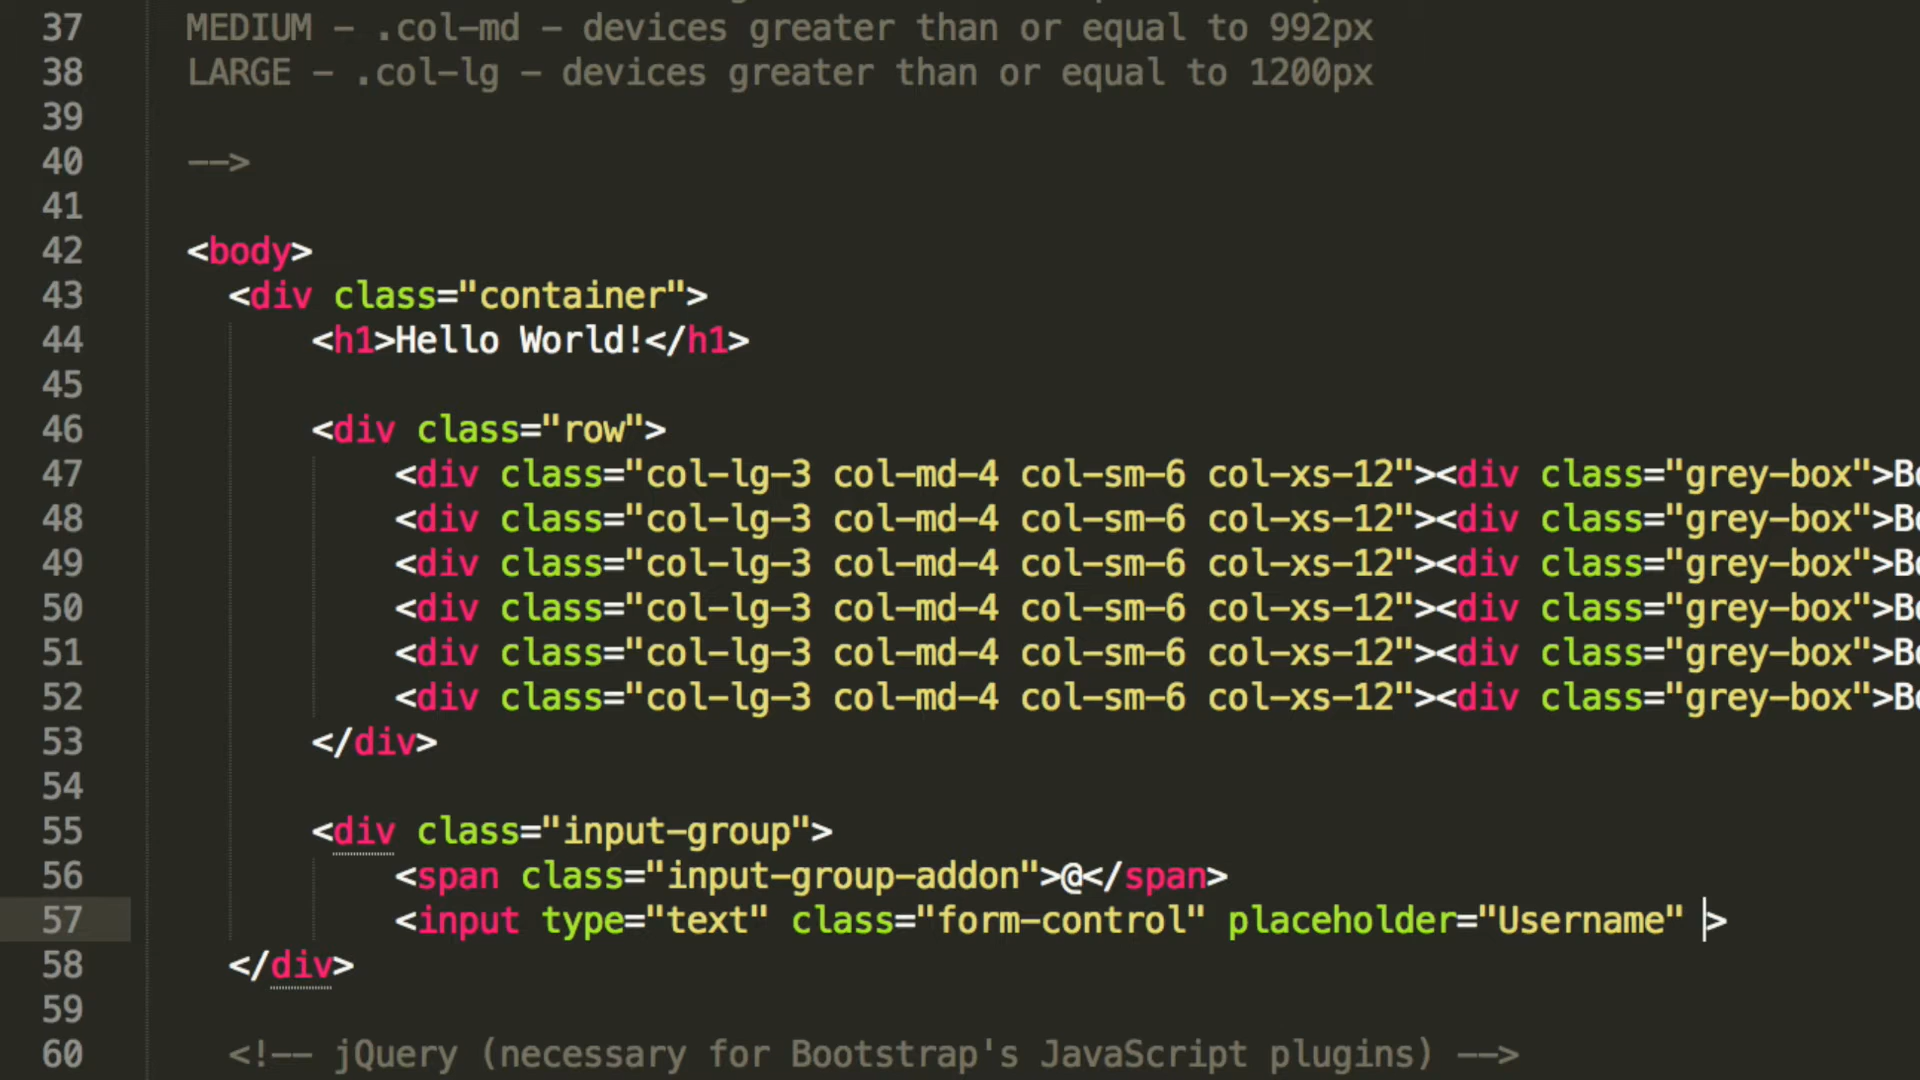 37 MEDIUM – .col-md – devices greater than or equal to 992px
38 LARGE – .col-lg – devices greater than or equal to 1200px
39
40 -->
41
42 <body>
43 <div class="container">
44 <h1>Hello World!</h1>
45
46 <div class="row">
47 <div class="col-lg-3 col-md-4 col-sm-6 col-xs-12"><div class="grey-box">
48 <div class="col-lg-3 col-md-4 col-sm-6 col-xs-12"><div class="grey-box">
49 <div class="col-lg-3 col-md-4 col-sm-6 col-xs-12"><div class="grey-box">
50 <div class="col-lg-3 col-md-4 col-sm-6 col-xs-12"><div class="grey-box">
51 <div class="col-lg-3 col-md-4 col-sm-6 col-xs-12"><div class="grey-box">
52 <div class="col-lg-3 col-md-4 col-sm-6 col-xs-12"><div class="grey-box">
53 </div>
54
55 <div class="input-group">
56 <span class="input-group-addon">@</span>
57 <input type="text" class="form-control" placeholder="Username" >
58 </div>
59
60 <!-- jQuery (necessary for Bootstrap's JavaScript plugins) -->